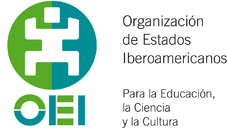 Organización
de Estados
Iberoamericanos
Para la Educación,
la Ciencia
y la Cultura
OEI